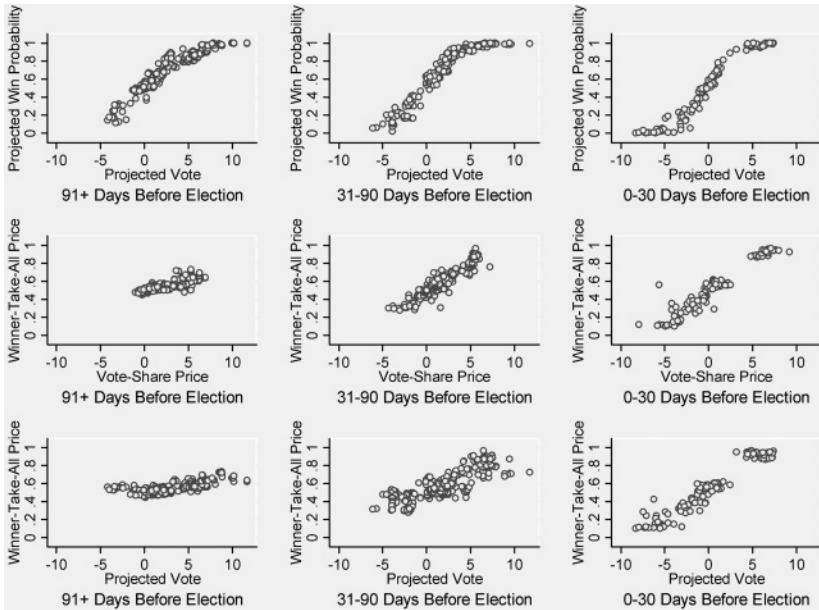 Projected Win Probability
0 .2 .4 .6 .8 1
-10 -5 0 5 10
Projected Vote
91+ Days Before Election
Projected Win Probability
0 .2 .4 .6 .8 1
-10 -5 0 5 10
Projected Vote
31-90 Days Before Election
Projected Win Probability
0 .2 .4 .6 .8 1
-10 -5 0 5 10
Projected Vote
0-30 Days Before Election
Winner-Take-All Price
0 .2 .4 .6 .8 1
-10 -5 0 5 10
Vote-Share Price
91+ Days Before Election
Winner-Take-All Price
0 .2 .4 .6 .8 1
-10 -5 0 5 10
Vote-Share Price
31-90 Days Before Election
Winner-Take-All Price
0 .2 .4 .6 .8 1
-10 -5 0 5 10
Vote-Share Price
0-30 Days Before Election
Winner-Take-All Price
0 .2 .4 .6 .8 1
-10 -5 0 5 10
Projected Vote
91+ Days Before Election
Winner-Take-All Price
0 .2 .4 .6 .8 1
-10 -5 0 5 10
Projected Vote
31-90 Days Before Election
Winner-Take-All Price
0 .2 .4 .6 .8 1
-10 -5 0 5 10
Projected Vote
0-30 Days Before Election